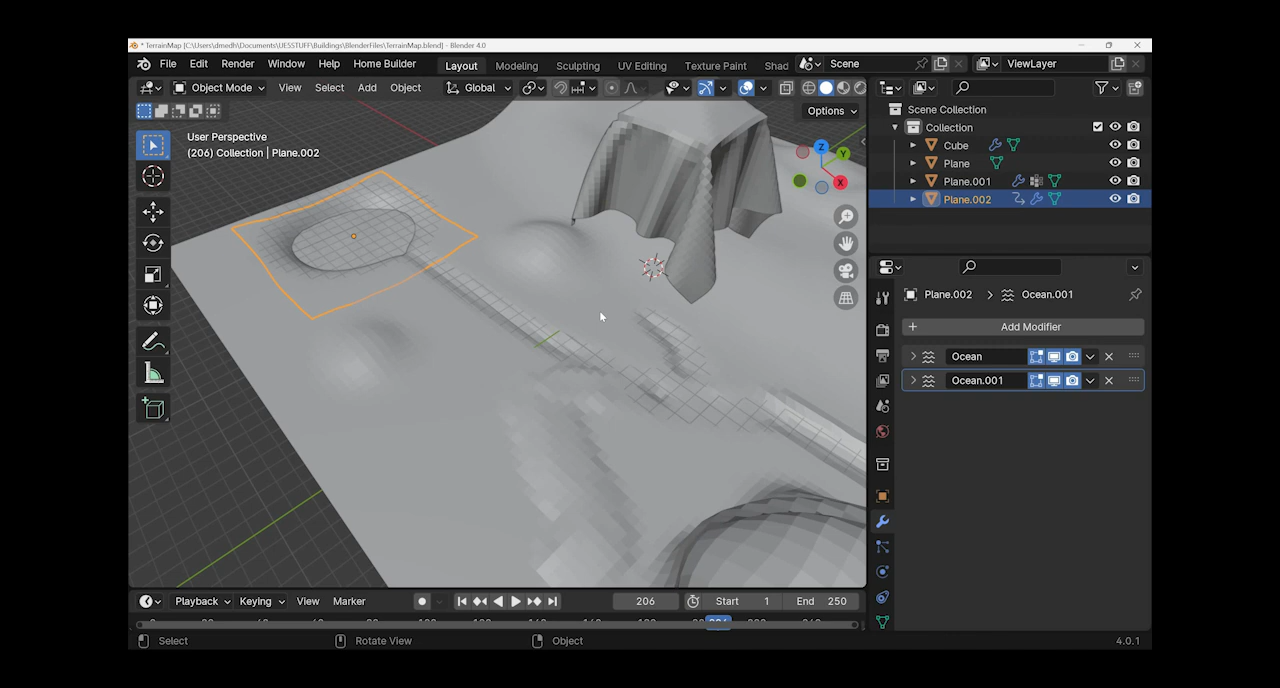 * TerrainMap [C:\Users\dmedh\Documents\UE5STUFF\Buildings\BlenderFiles\TerrainMap.blend] - Blender 4.0
File Edit Render Window Help Home Builder Layout Modeling Sculpting UV Editing Texture Paint Shad Scene ViewLayer
Object Mode View Select Add Object Global
Options
User Perspective
(206) Collection | Plane.002
Z
Y
X
Scene Collection
Collection
Cube
Plane
Plane.001
Plane.002
Plane.002 > Ocean.001
+ Add Modifier
Ocean
Ocean.001
Playback Keying View Marker 206 Start 1 End 250
Select Rotate View Object 4.0.1